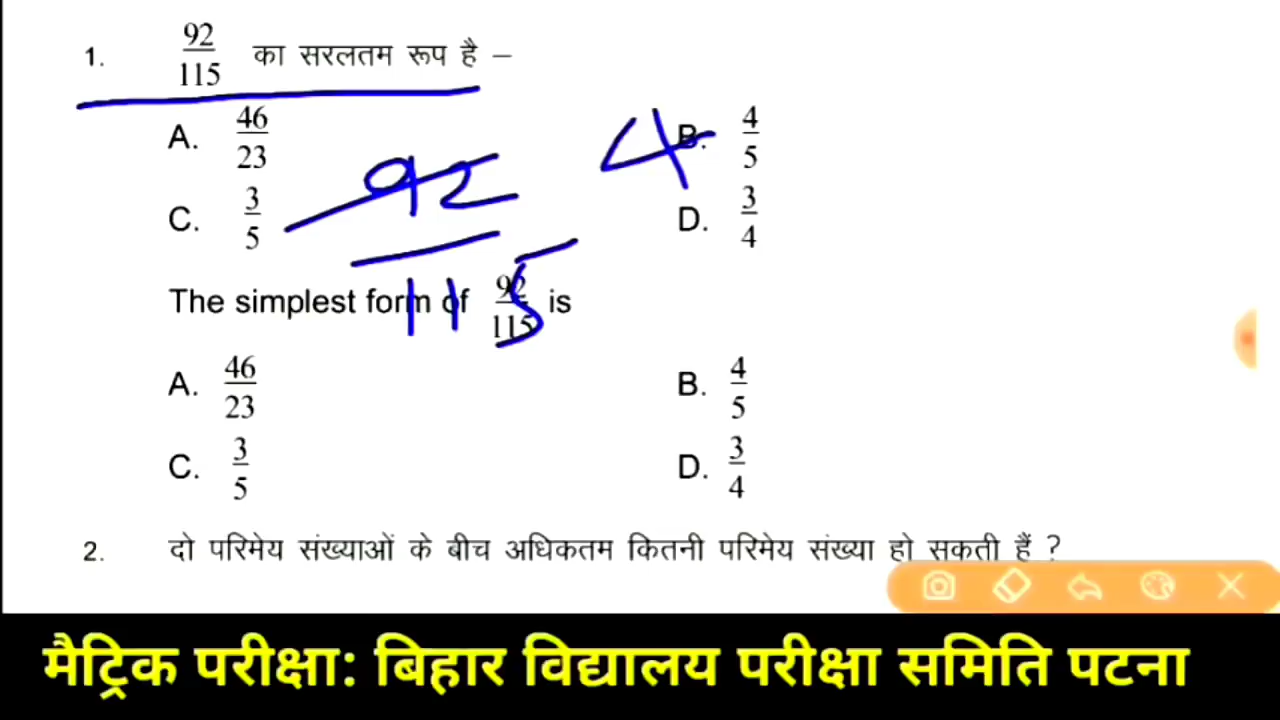 1. 92/115 का सरलतम रूप है –
A. 46/23 B. 4/5
C. 3/5 D. 3/4
92/115 4
The simplest form of 92/115 is
A. 46/23 B. 4/5
C. 3/5 D. 3/4
2. दो परिमेय संख्याओं के बीच अधिकतम कितनी परिमेय संख्या हो सकती हैं ?
मैट्रिक परीक्षा: बिहार विद्यालय परीक्षा समिति पटना